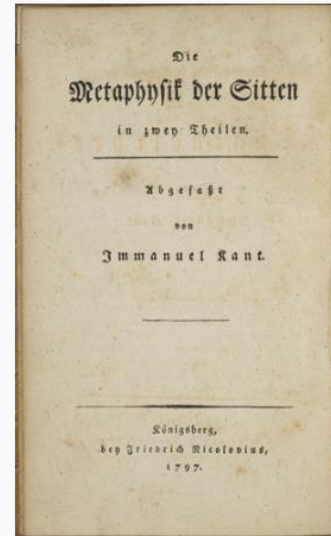 Die
Metaphysik der Sitten
in zwey Theilen.
Abgefaßt
von
Immanuel Kant.
Königsberg,
bey Friedrich Nicolovius,
1797.